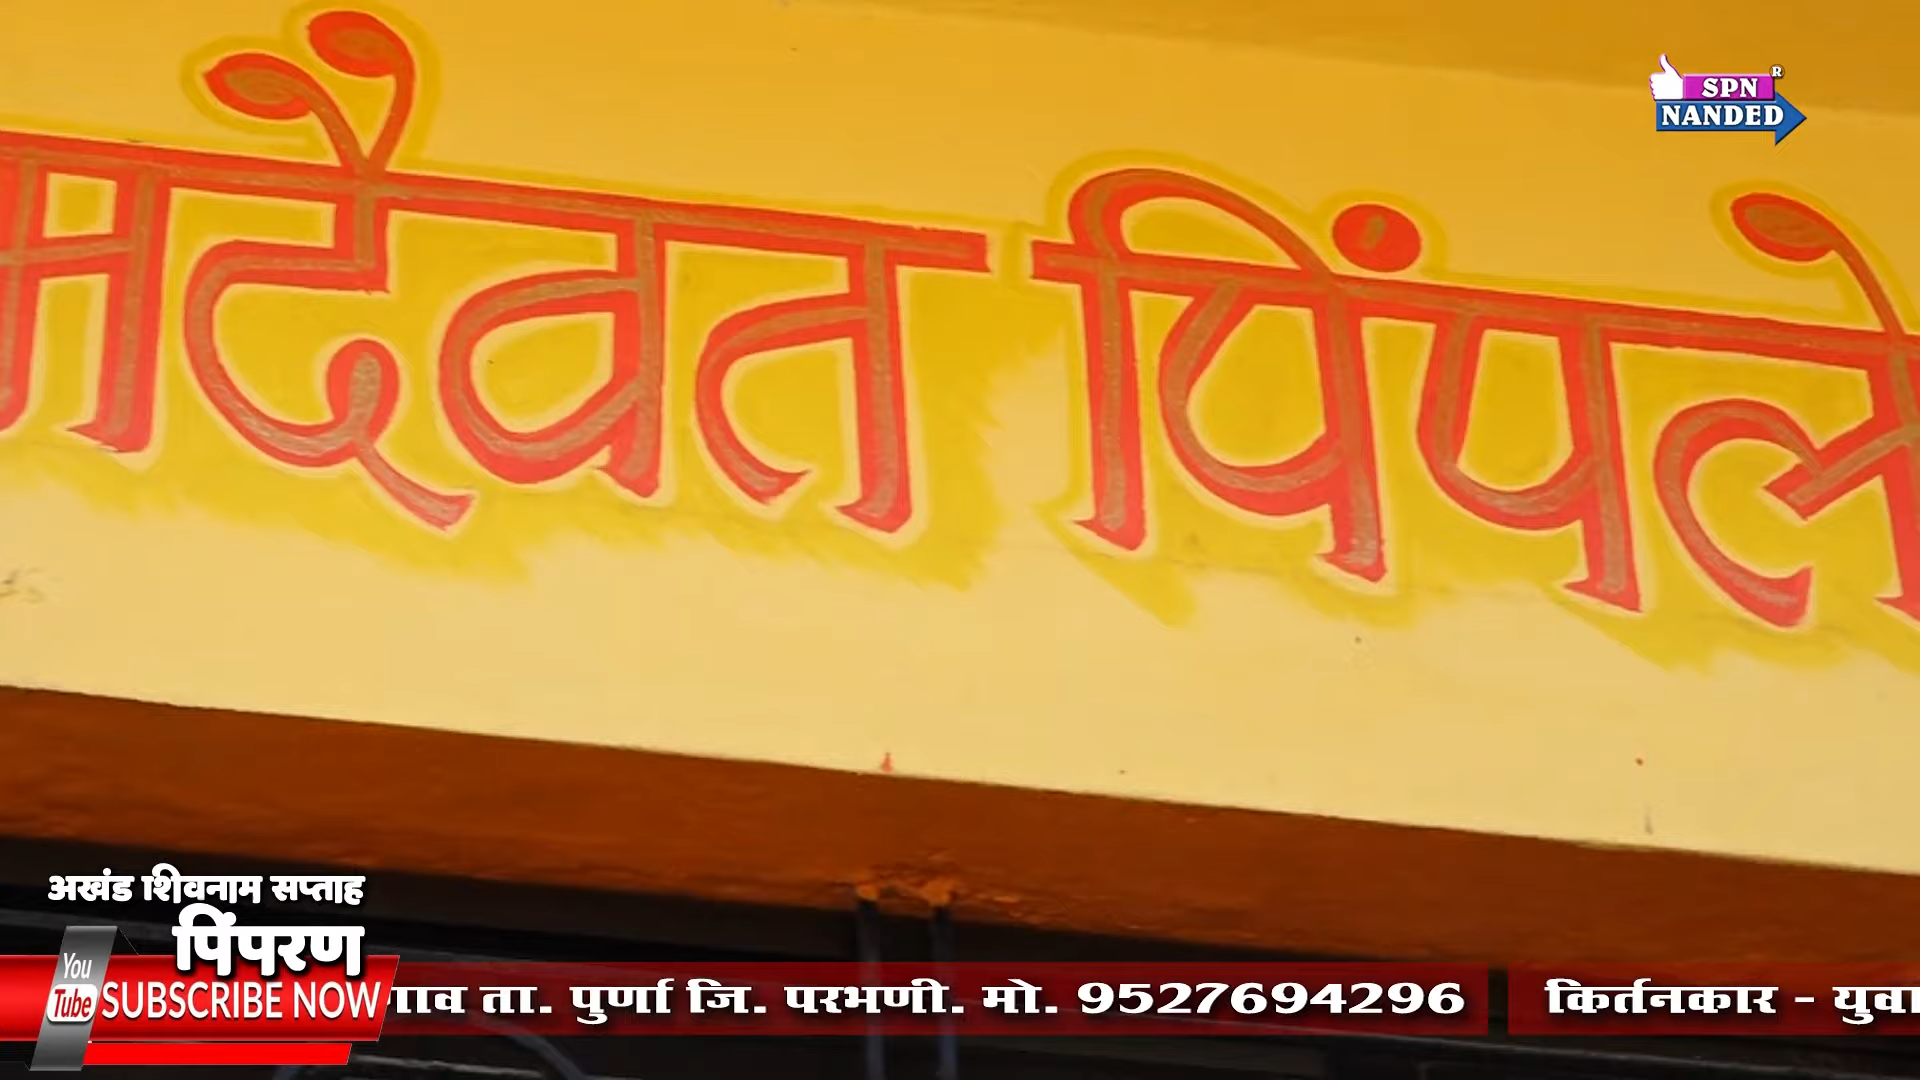 SPN
NANDED
मदैवत पिंपले
अखंड शिवनाम सप्ताह
पिंपरण
You
Tube SUBSCRIBE NOW
गाव ता. पुर्णा जि. परभणी. मो. 9527694296 किर्तनकार - युवा